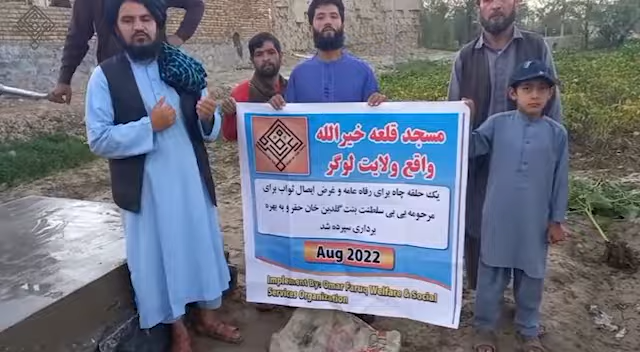 مسجد قلعه خیرالله
واقع ولایت لوگر
یک حلقه چاه برای رفاه عامه و غرض ایصال ثواب برای
مرحومه بی بی سلطنت بنت گلدین خان حفر و به بهره
برداری سپرده شد
Aug 2022
Implement By: Omar Faruq Welfare & Social
Services Organization